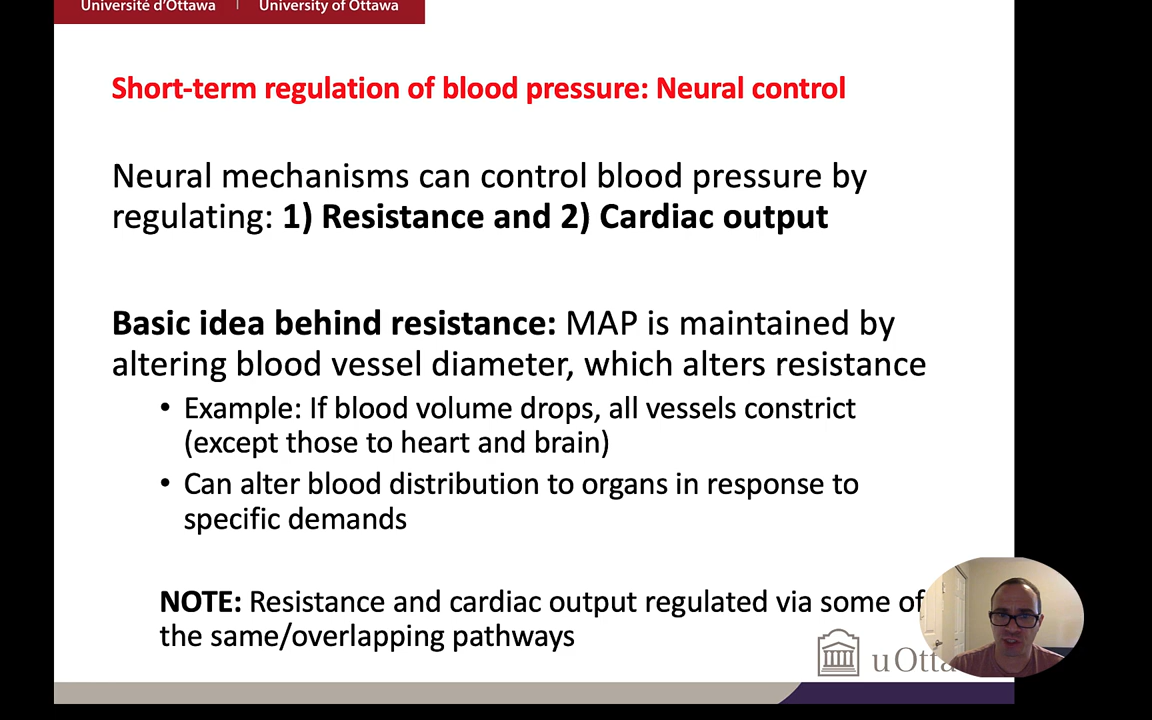 Université d'Ottawa | University of Ottawa
Short-term regulation of blood pressure: Neural control
Neural mechanisms can control blood pressure by
regulating: 1) Resistance and 2) Cardiac output
Basic idea behind resistance: MAP is maintained by
altering blood vessel diameter, which alters resistance
• Example: If blood volume drops, all vessels constrict
(except those to heart and brain)
• Can alter blood distribution to organs in response to
specific demands
NOTE: Resistance and cardiac output regulated via some of
the same/overlapping pathways
uOtta